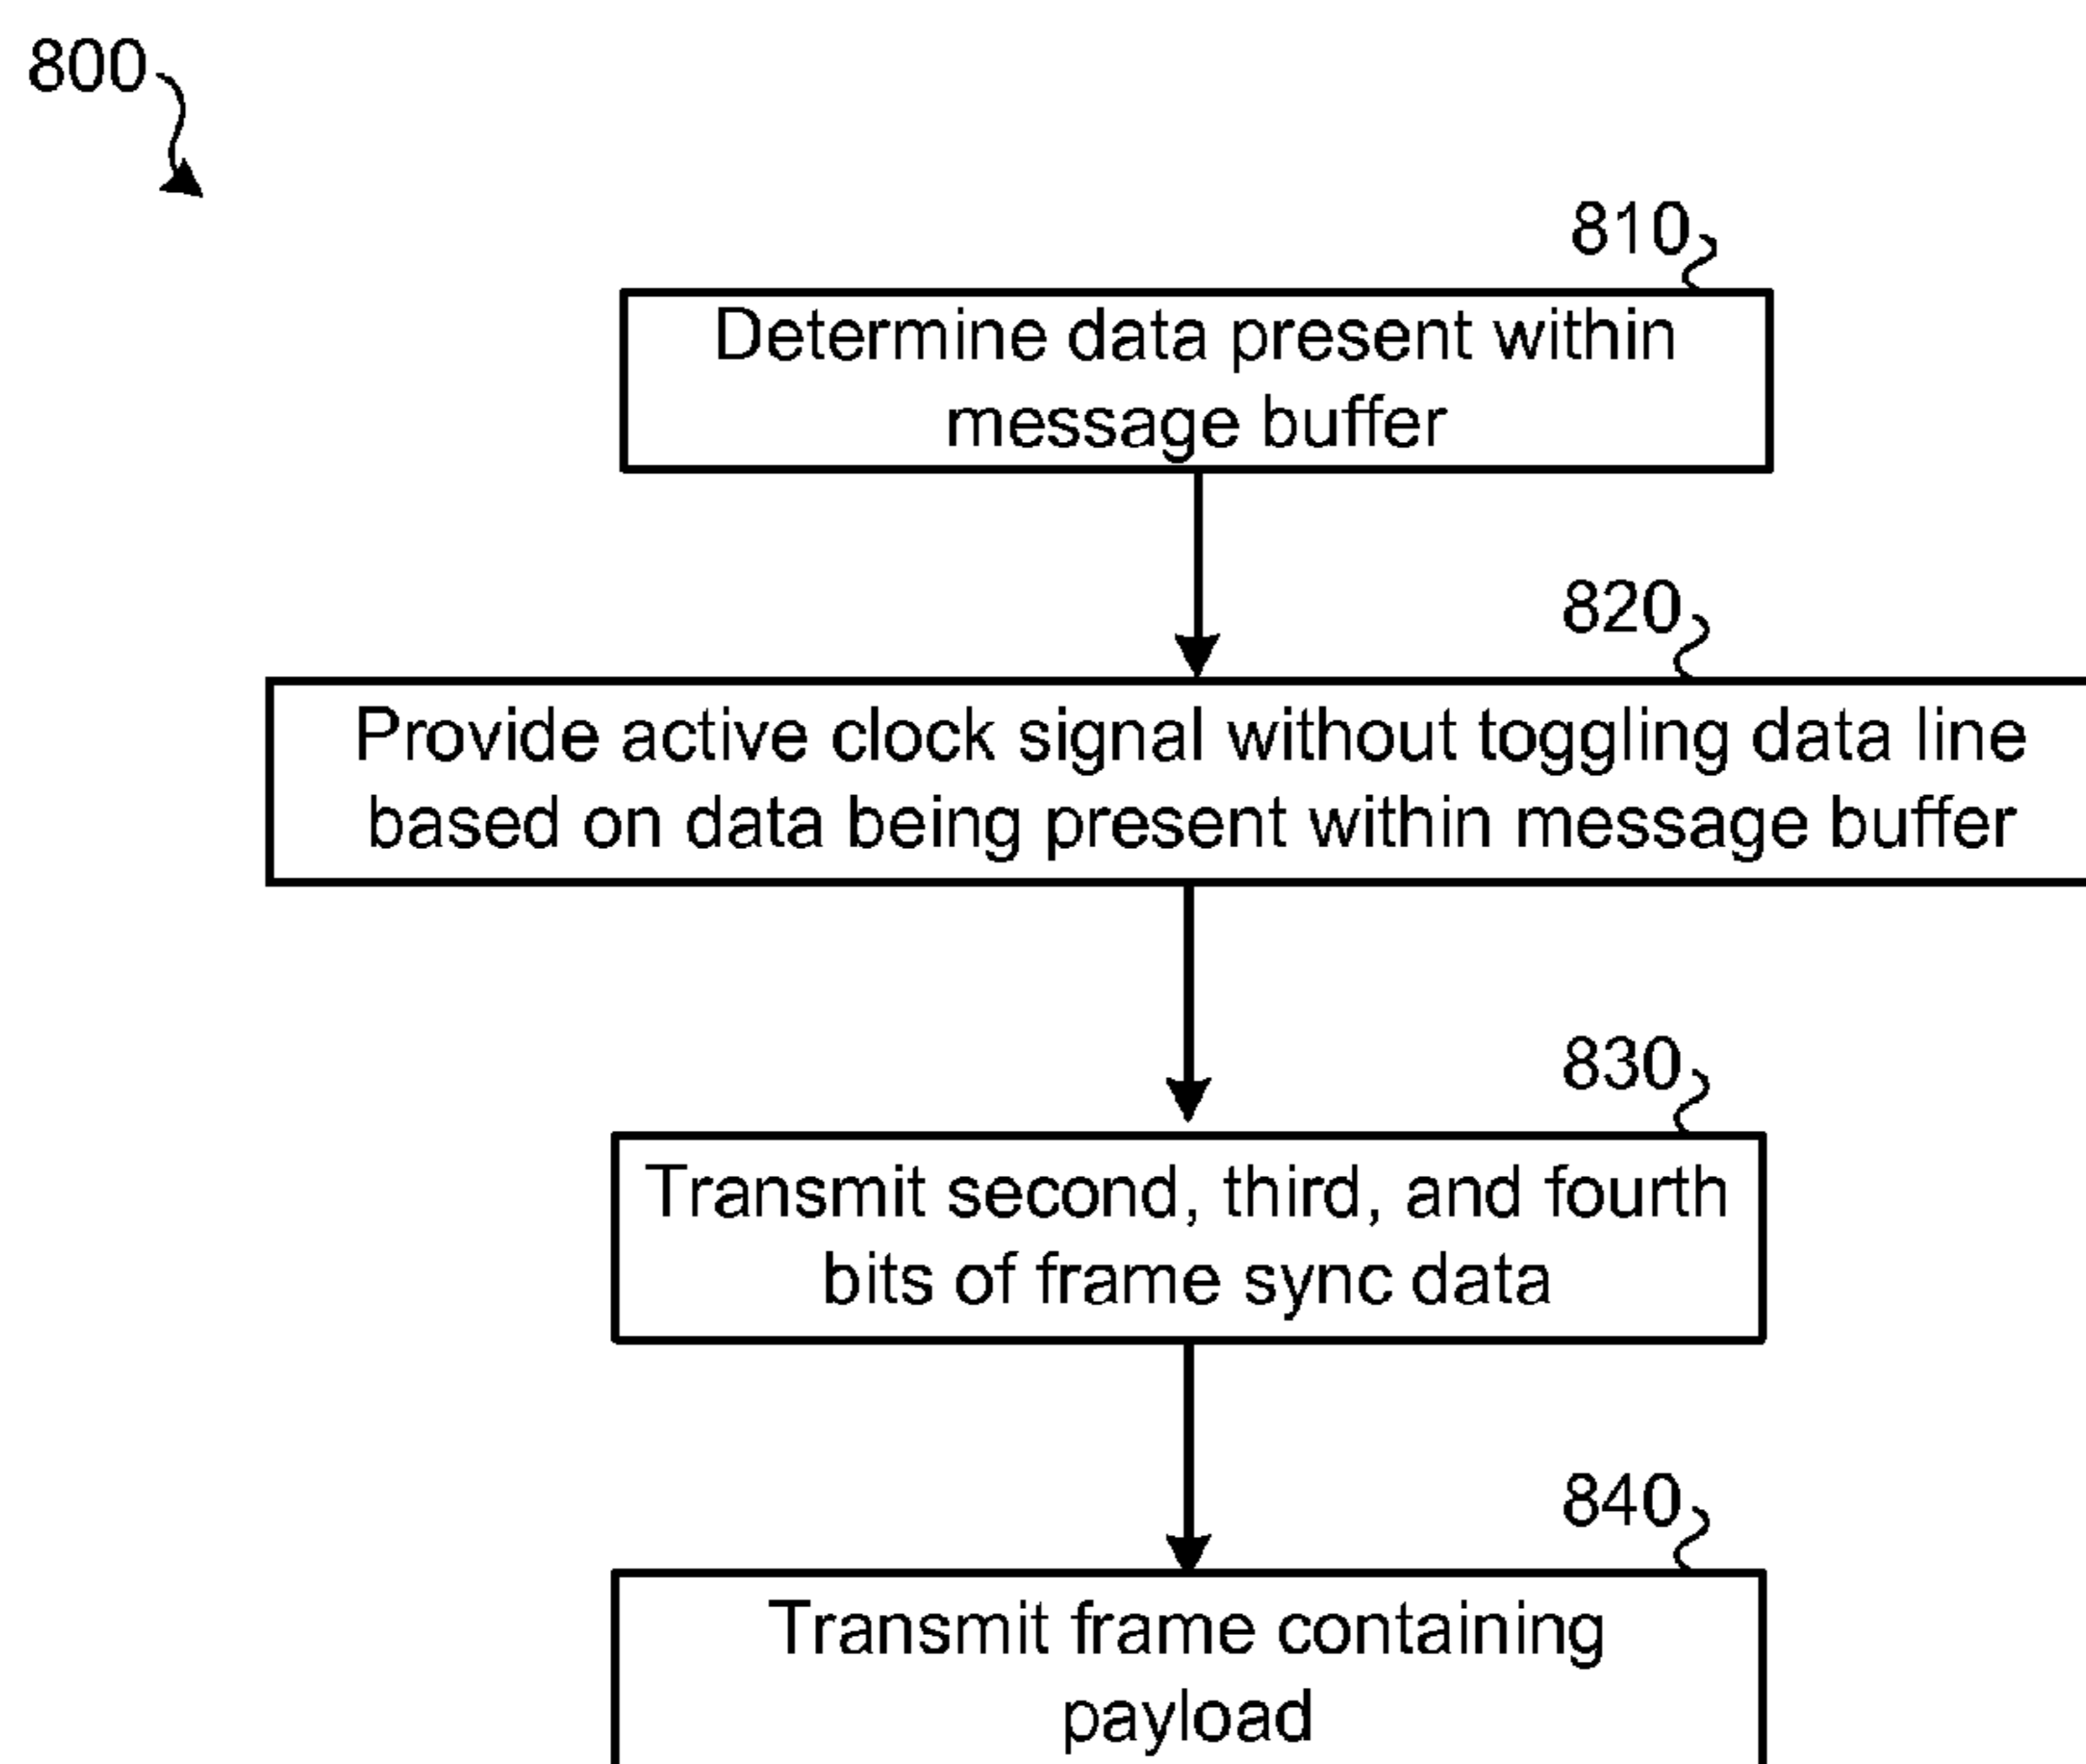 800
810
Determine data present within
message buffer
820
Provide active clock signal without toggling data line
based on data being present within message buffer
830
Transmit second, third, and fourth
bits of frame sync data
840
Transmit frame containing
payload